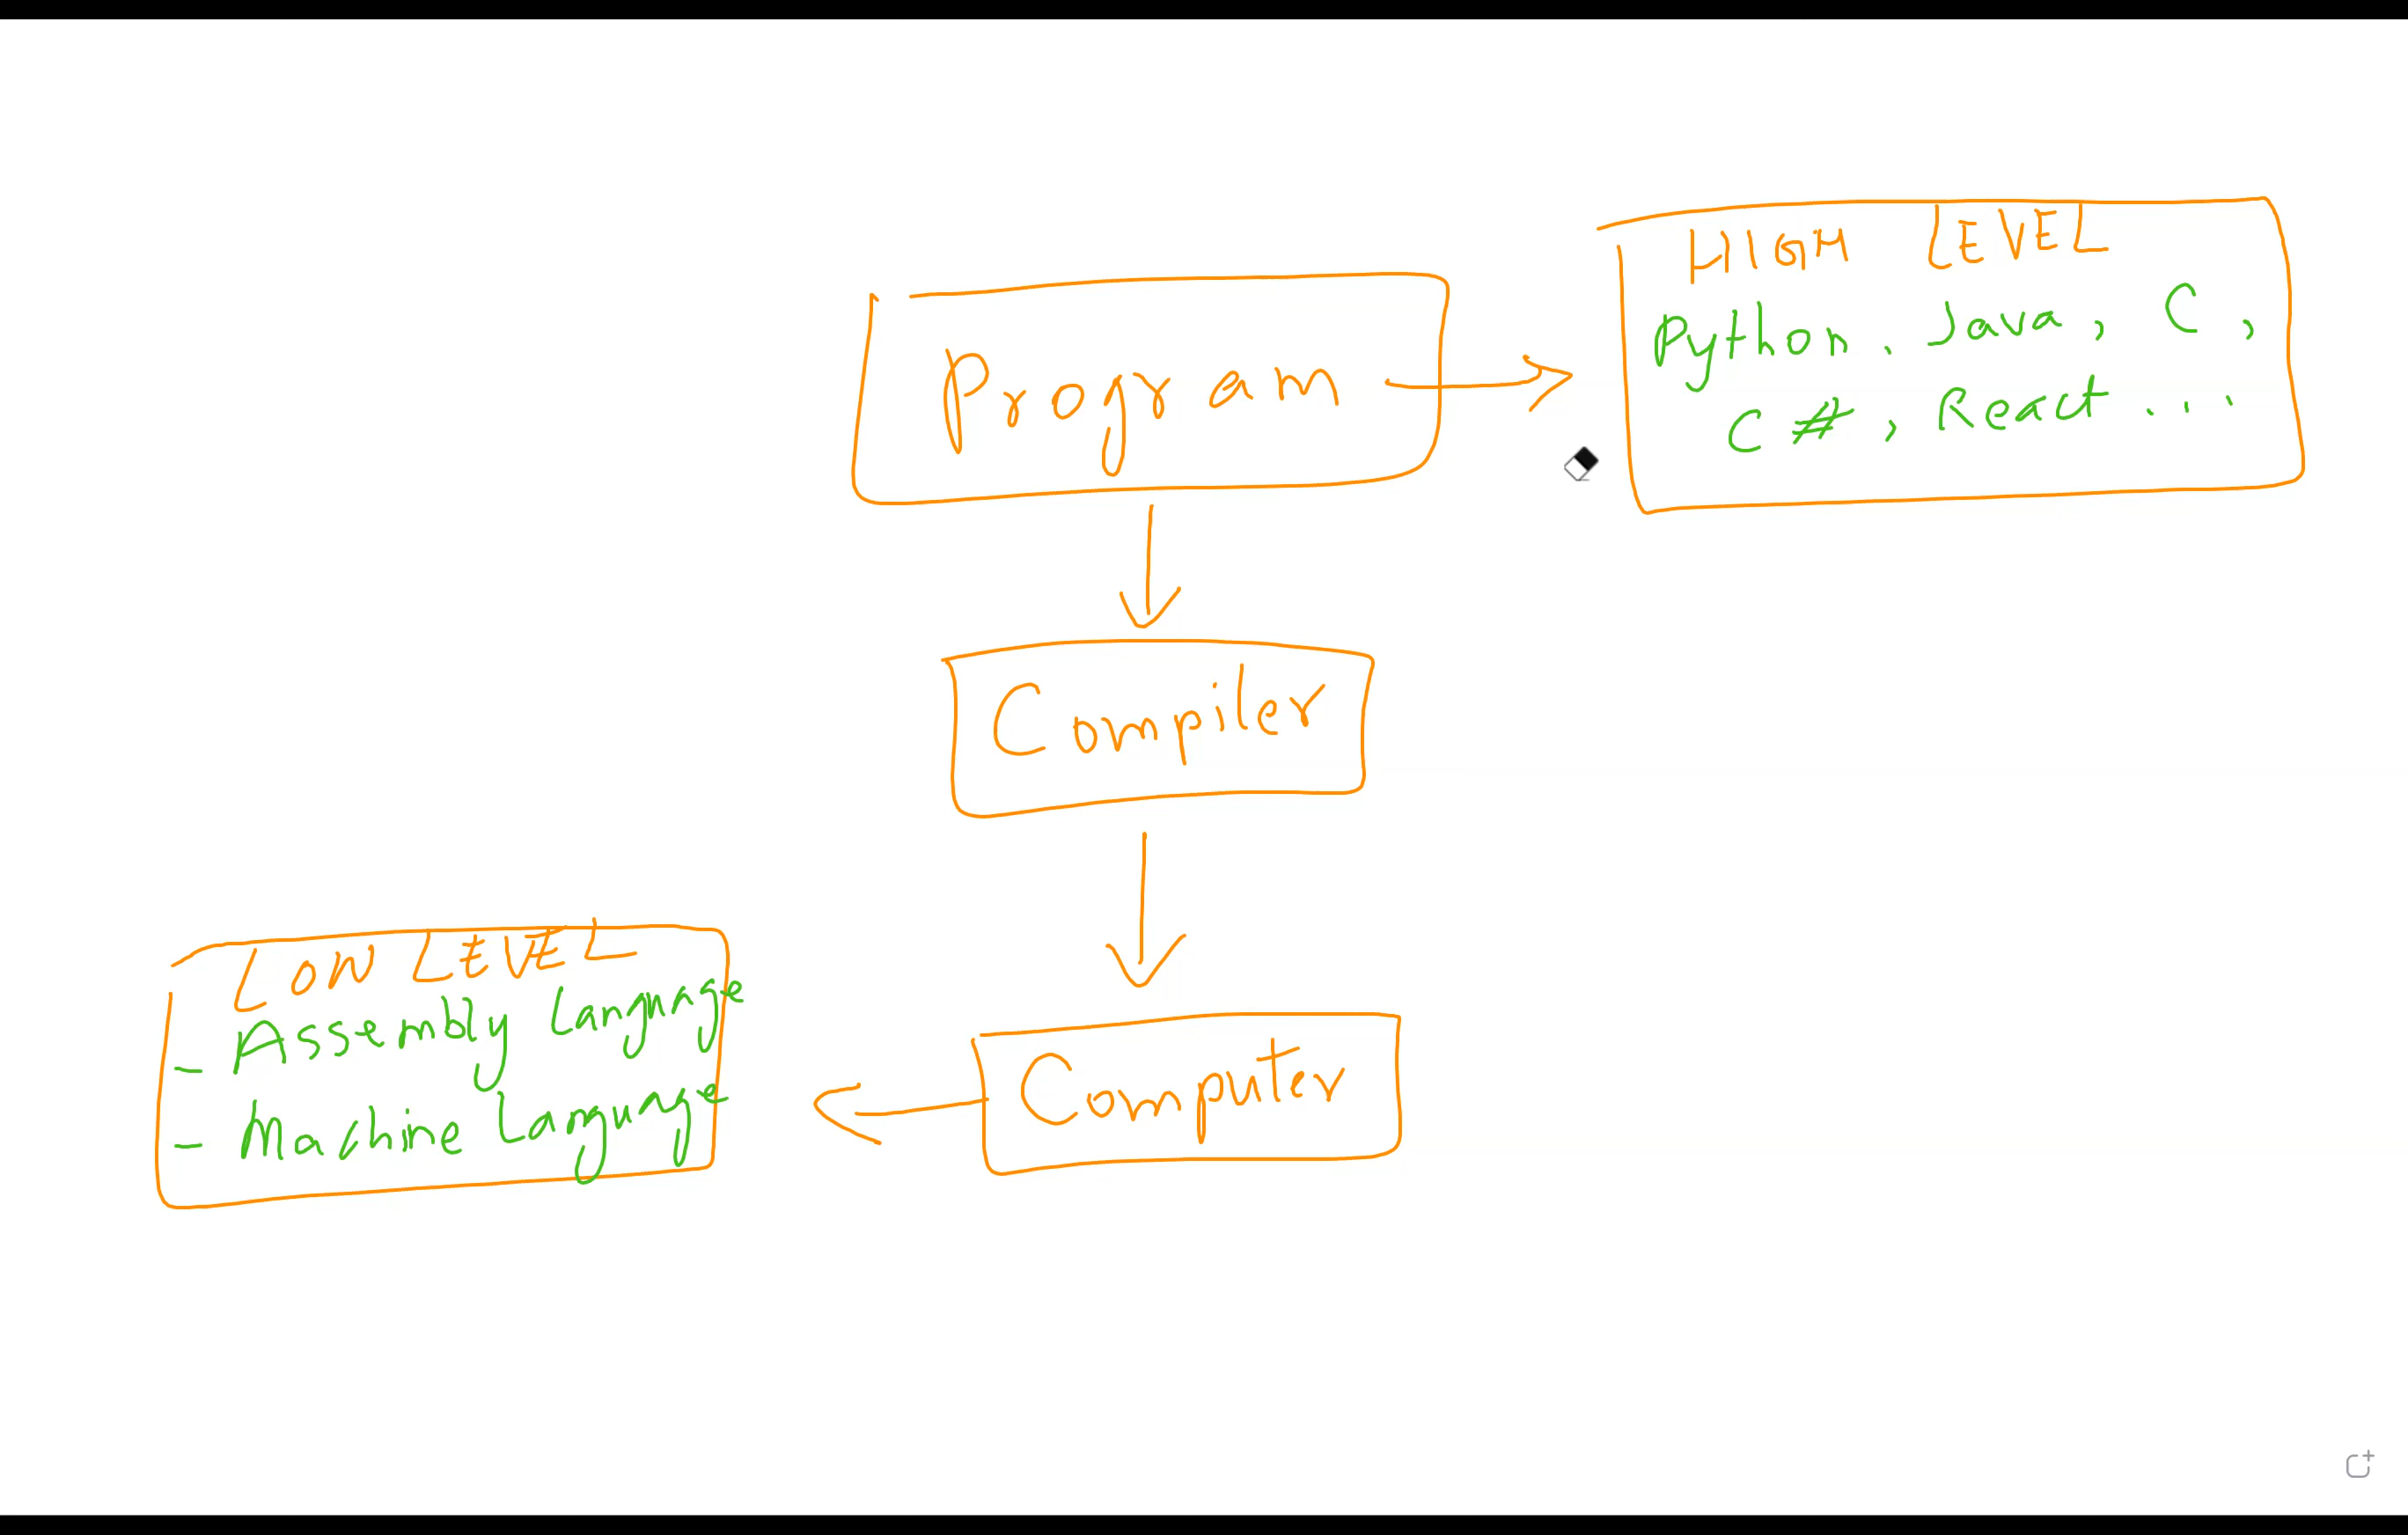 HIGH LEVEL
Python, Java, C,
C#, React ...
Program
Compiler
LOW LEVEL
- Assembly Language
- Machine Language
Computer